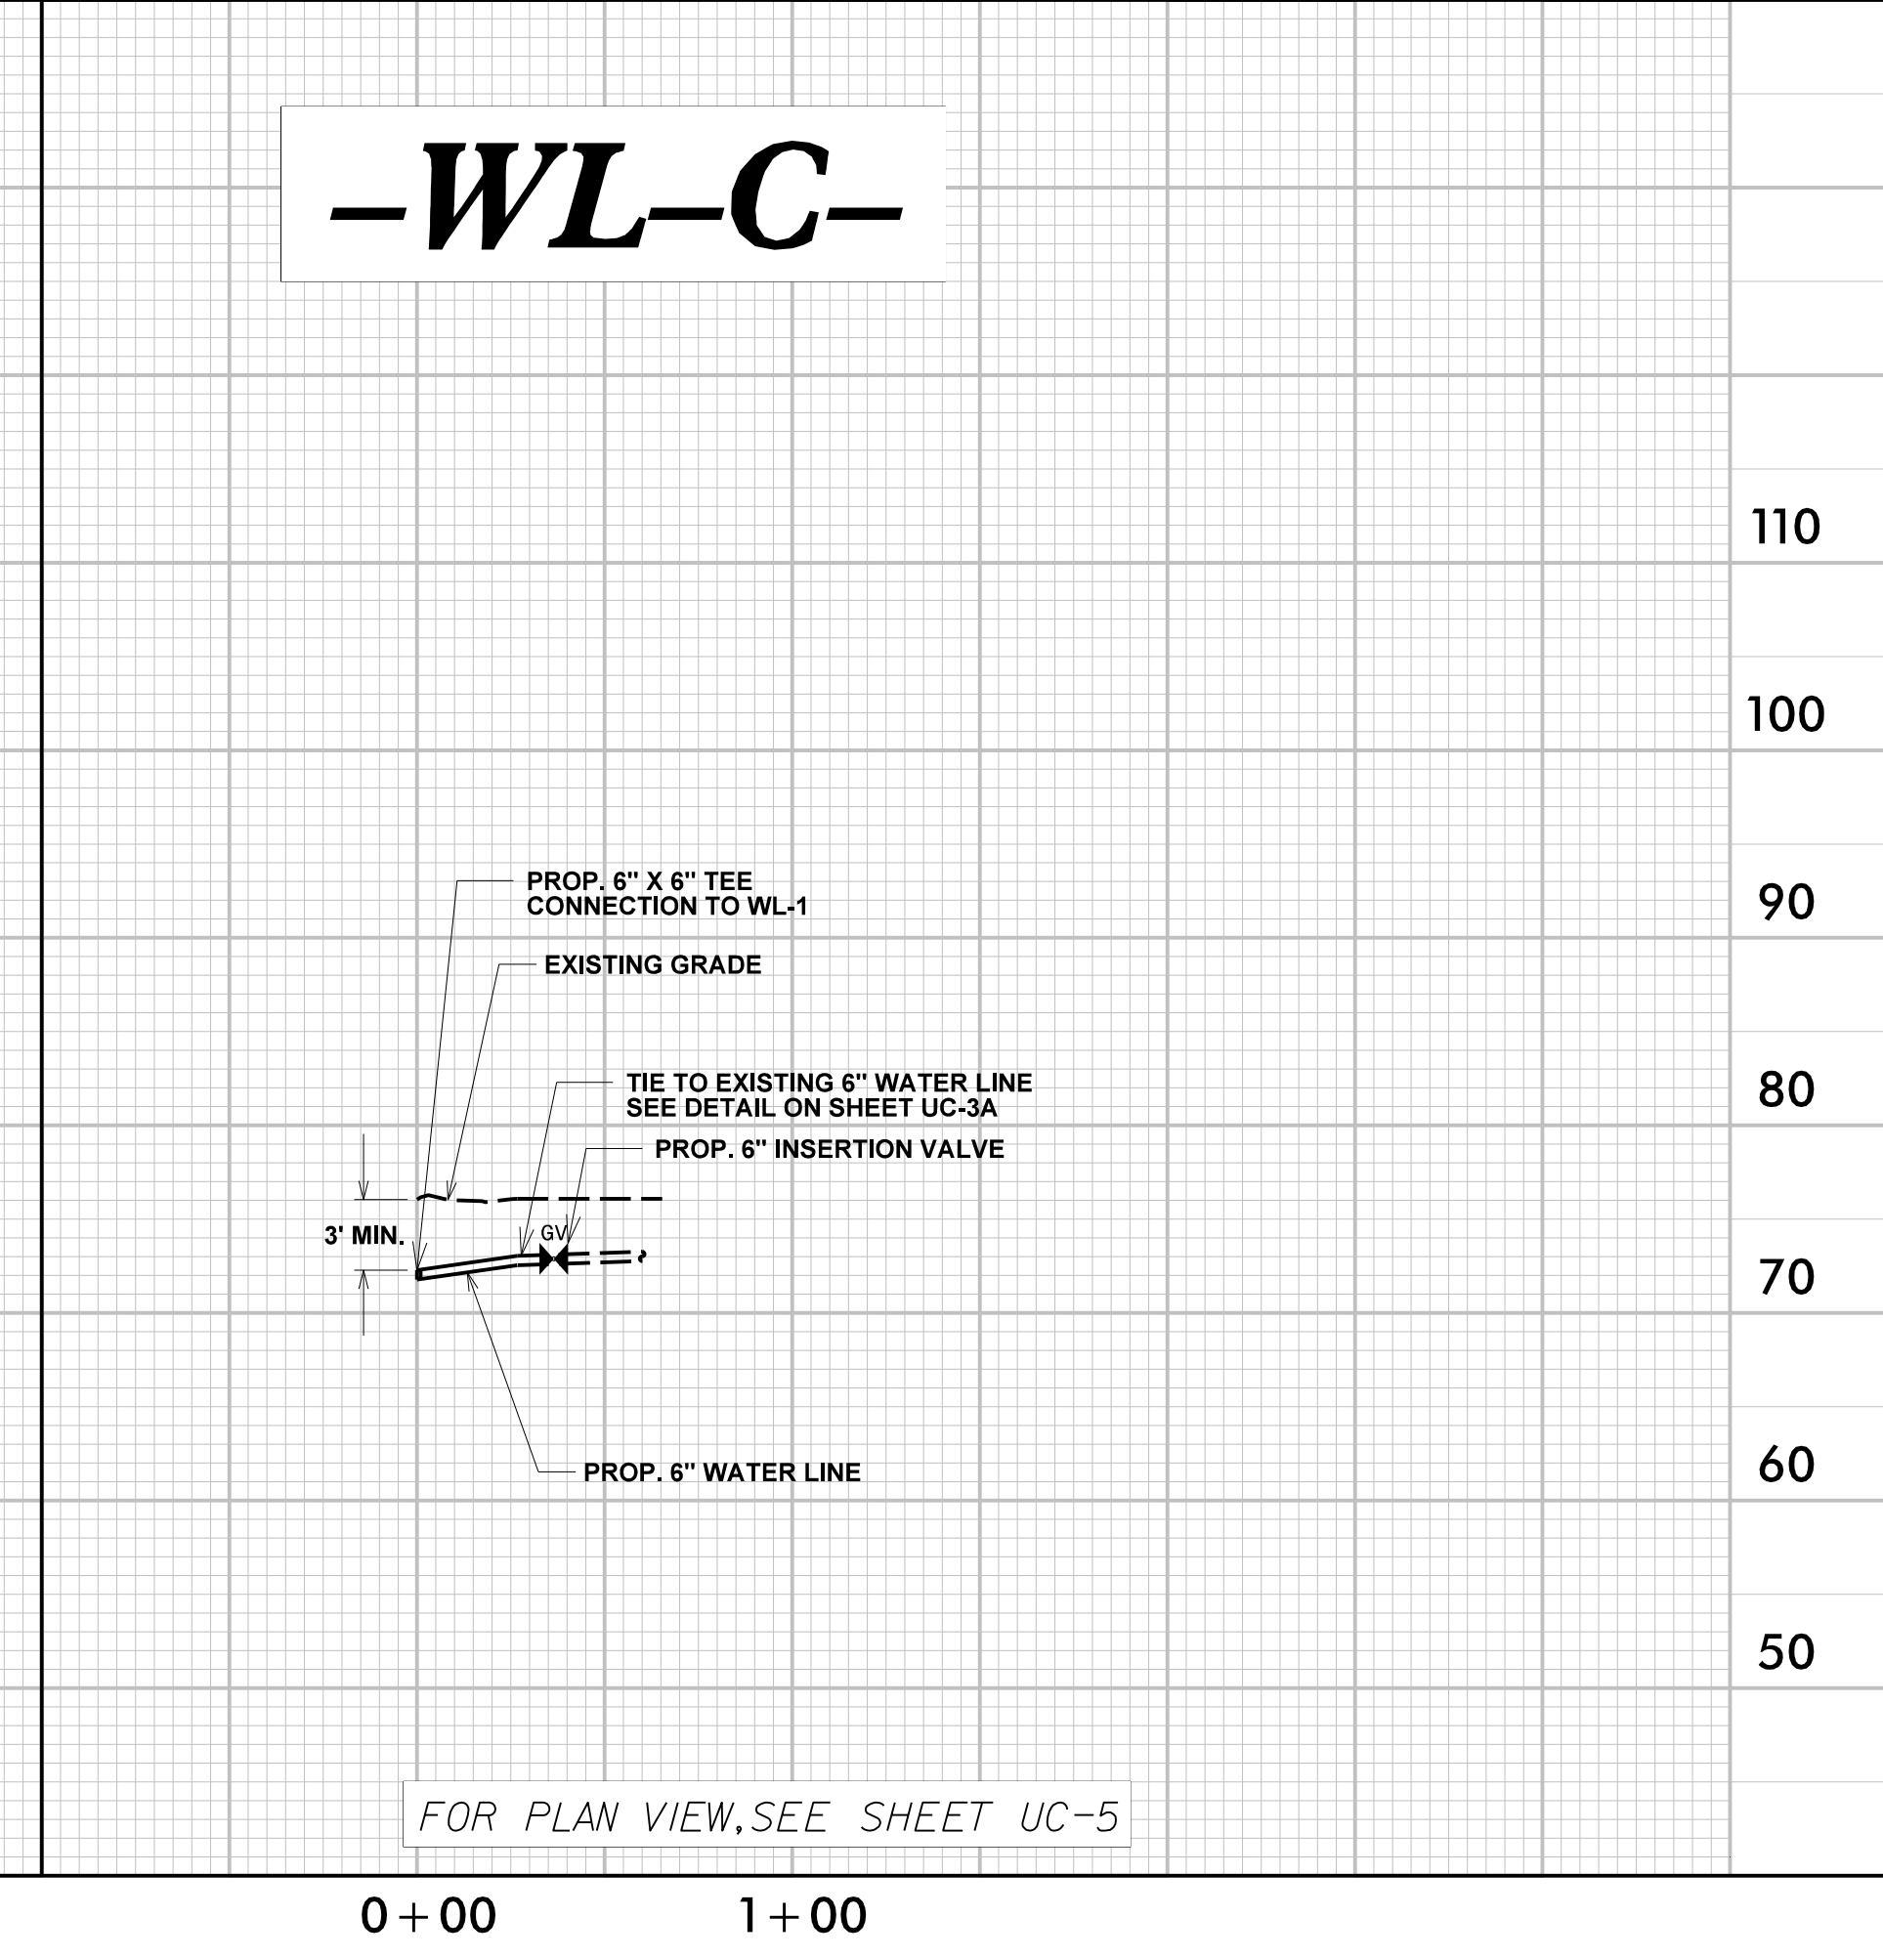 -WL-C-
110
100
PROP. 6" X 6" TEE
CONNECTION TO WL-1
90
EXISTING GRADE
TIE TO EXISTING 6" WATER LINE
SEE DETAIL ON SHEET UC-3A
80
PROP. 6" INSERTION VALVE
3' MIN.
GV
70
PROP. 6" WATER LINE
60
50
FOR PLAN VIEW, SEE SHEET UC-5
0+00
1+00